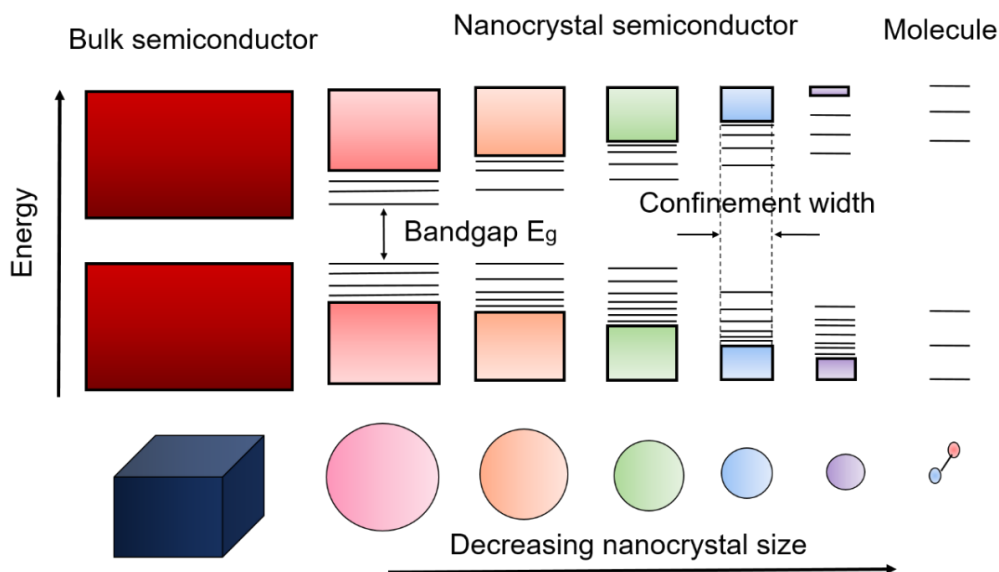 Bulk semiconductor
Nanocrystal semiconductor
Molecule
Energy
Bandgap Eg
Confinement width
Decreasing nanocrystal size